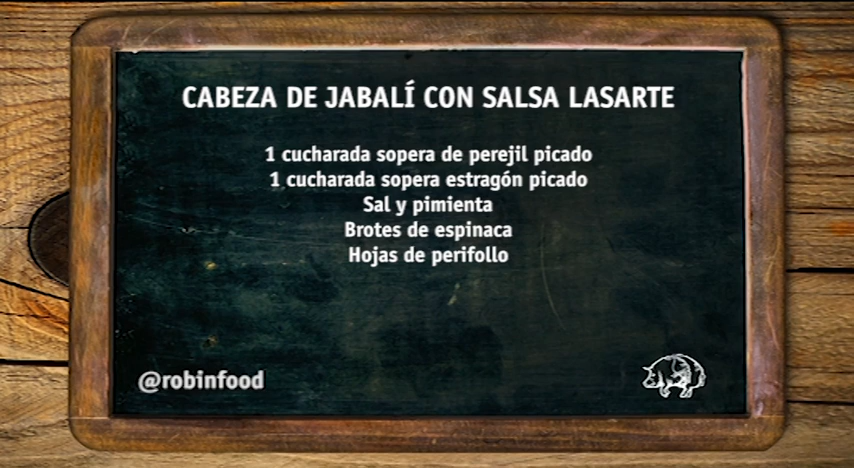 CABEZA DE JABALÍ CON SALSA LASARTE
1 cucharada sopera de perejil picado
1 cucharada sopera estragón picado
Sal y pimienta
Brotes de espinaca
Hojas de perifollo
@robinfood